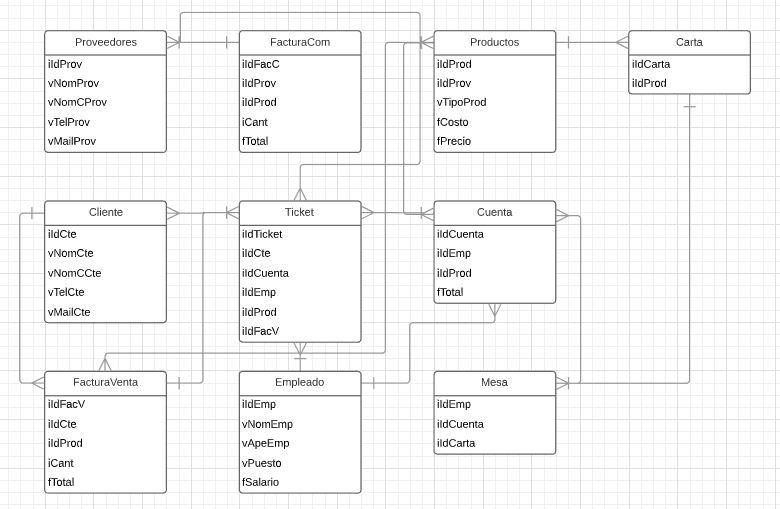 Proveedores
iIdProv
vNomProv
vNomCProv
vTelProv
vMailProv
FacturaCom
iIdFacC
iIdProv
iIdProd
iCant
fTotal
Productos
iIdProd
iIdProv
vTipoProd
fCosto
fPrecio
Carta
iIdCarta
iIdProd
Cliente
iIdCte
vNomCte
vNomCCte
vTelCte
vMailCte
Ticket
iIdTicket
iIdCte
iIdCuenta
iIdEmp
iIdProd
iIdFacV
Cuenta
iIdCuenta
iIdEmp
iIdProd
fTotal
FacturaVenta
iIdFacV
iIdCte
iIdProd
iCant
fTotal
Empleado
iIdEmp
vNomEmp
vApeEmp
vPuesto
fSalario
Mesa
iIdEmp
iIdCuenta
iIdCarta